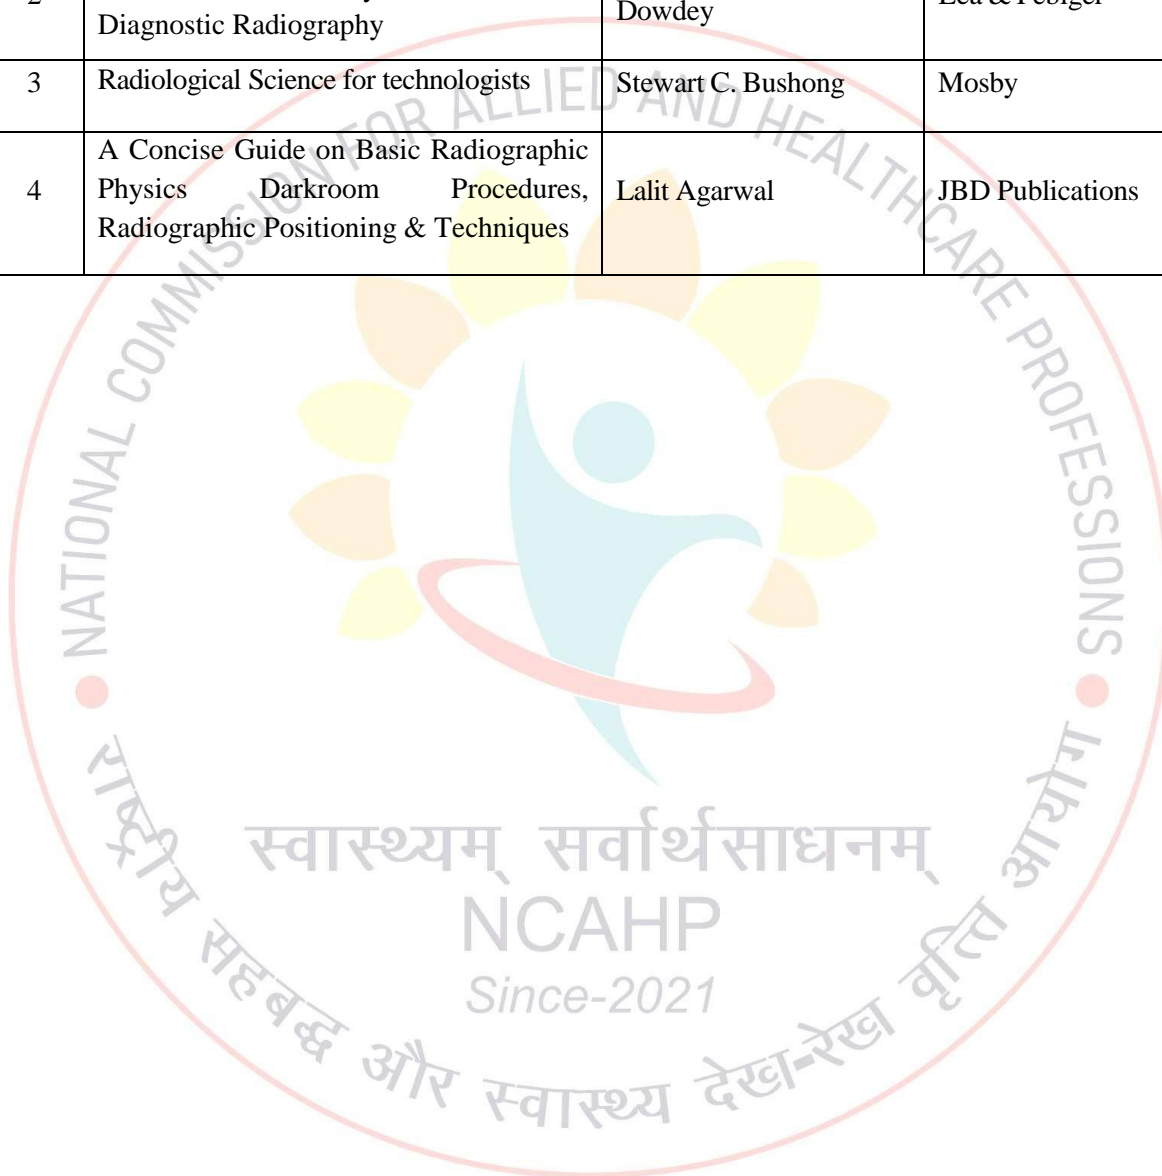 Diagnostic Radiography
Dowdey
3
Radiological Science for technologists
Stewart C. Bushong
Mosby
4
A Concise Guide on Basic Radiographic
Physics Darkroom Procedures,
Radiographic Positioning & Techniques
Lalit Agarwal
JBD Publications
NATIONAL COMMISSION FOR ALLIED AND HEALTHCARE PROFESSIONS
स्वास्थ्यम् सर्वार्थसाधनम्
NCAHP
Since-2021
राष्ट्रीय सहबद्ध और स्वास्थ्य देख-रेख वृत्ति आयोग